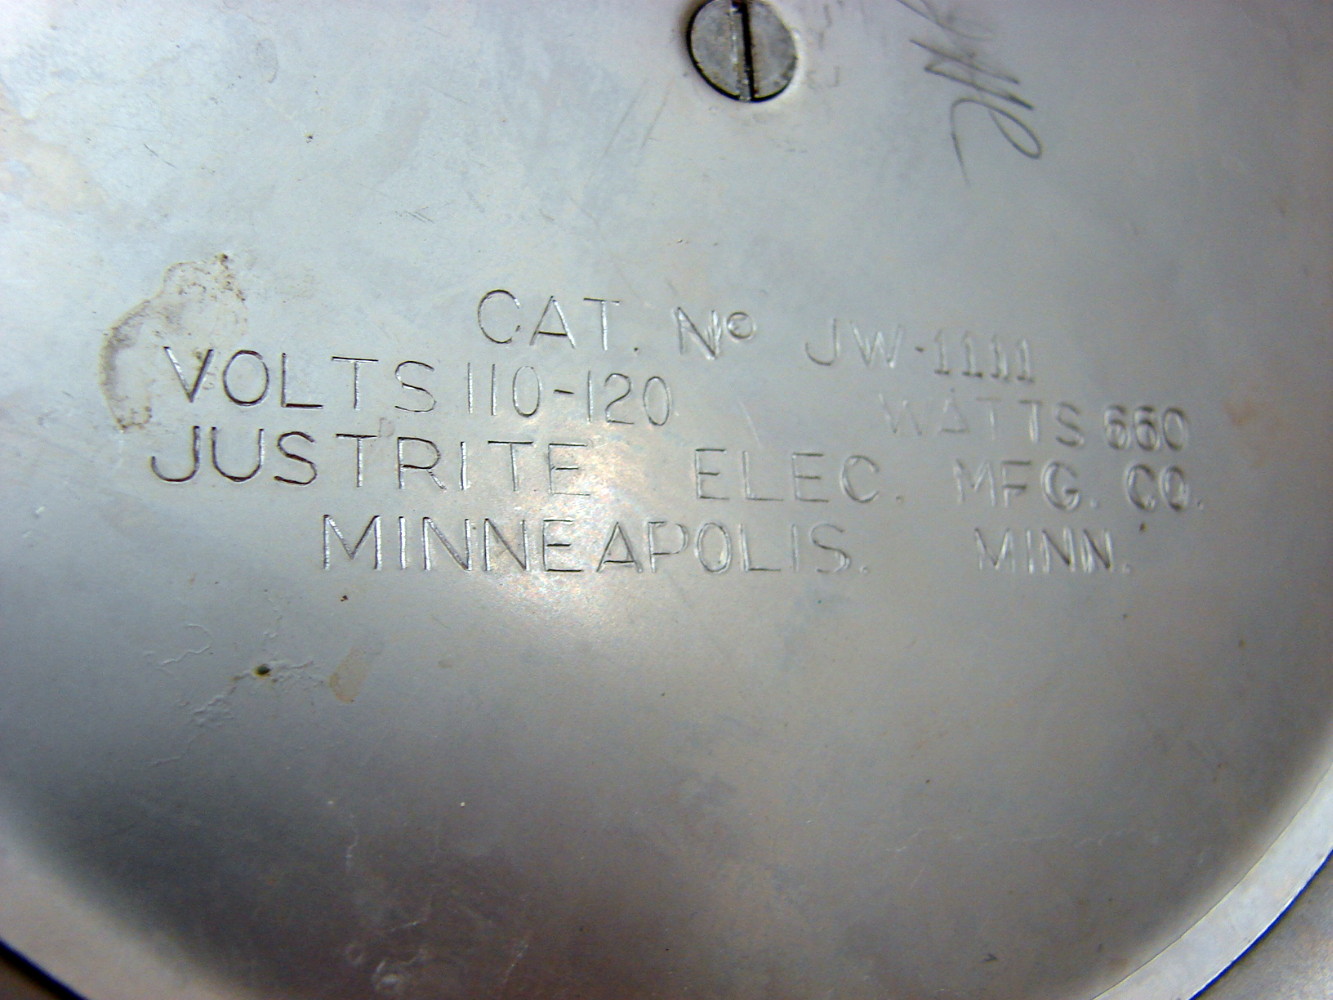 CAT. Nº JW-1111
VOLTS 110-120 WATTS 660
JUSTRITE ELEC. MFG. CO.
MINNEAPOLIS. MINN.